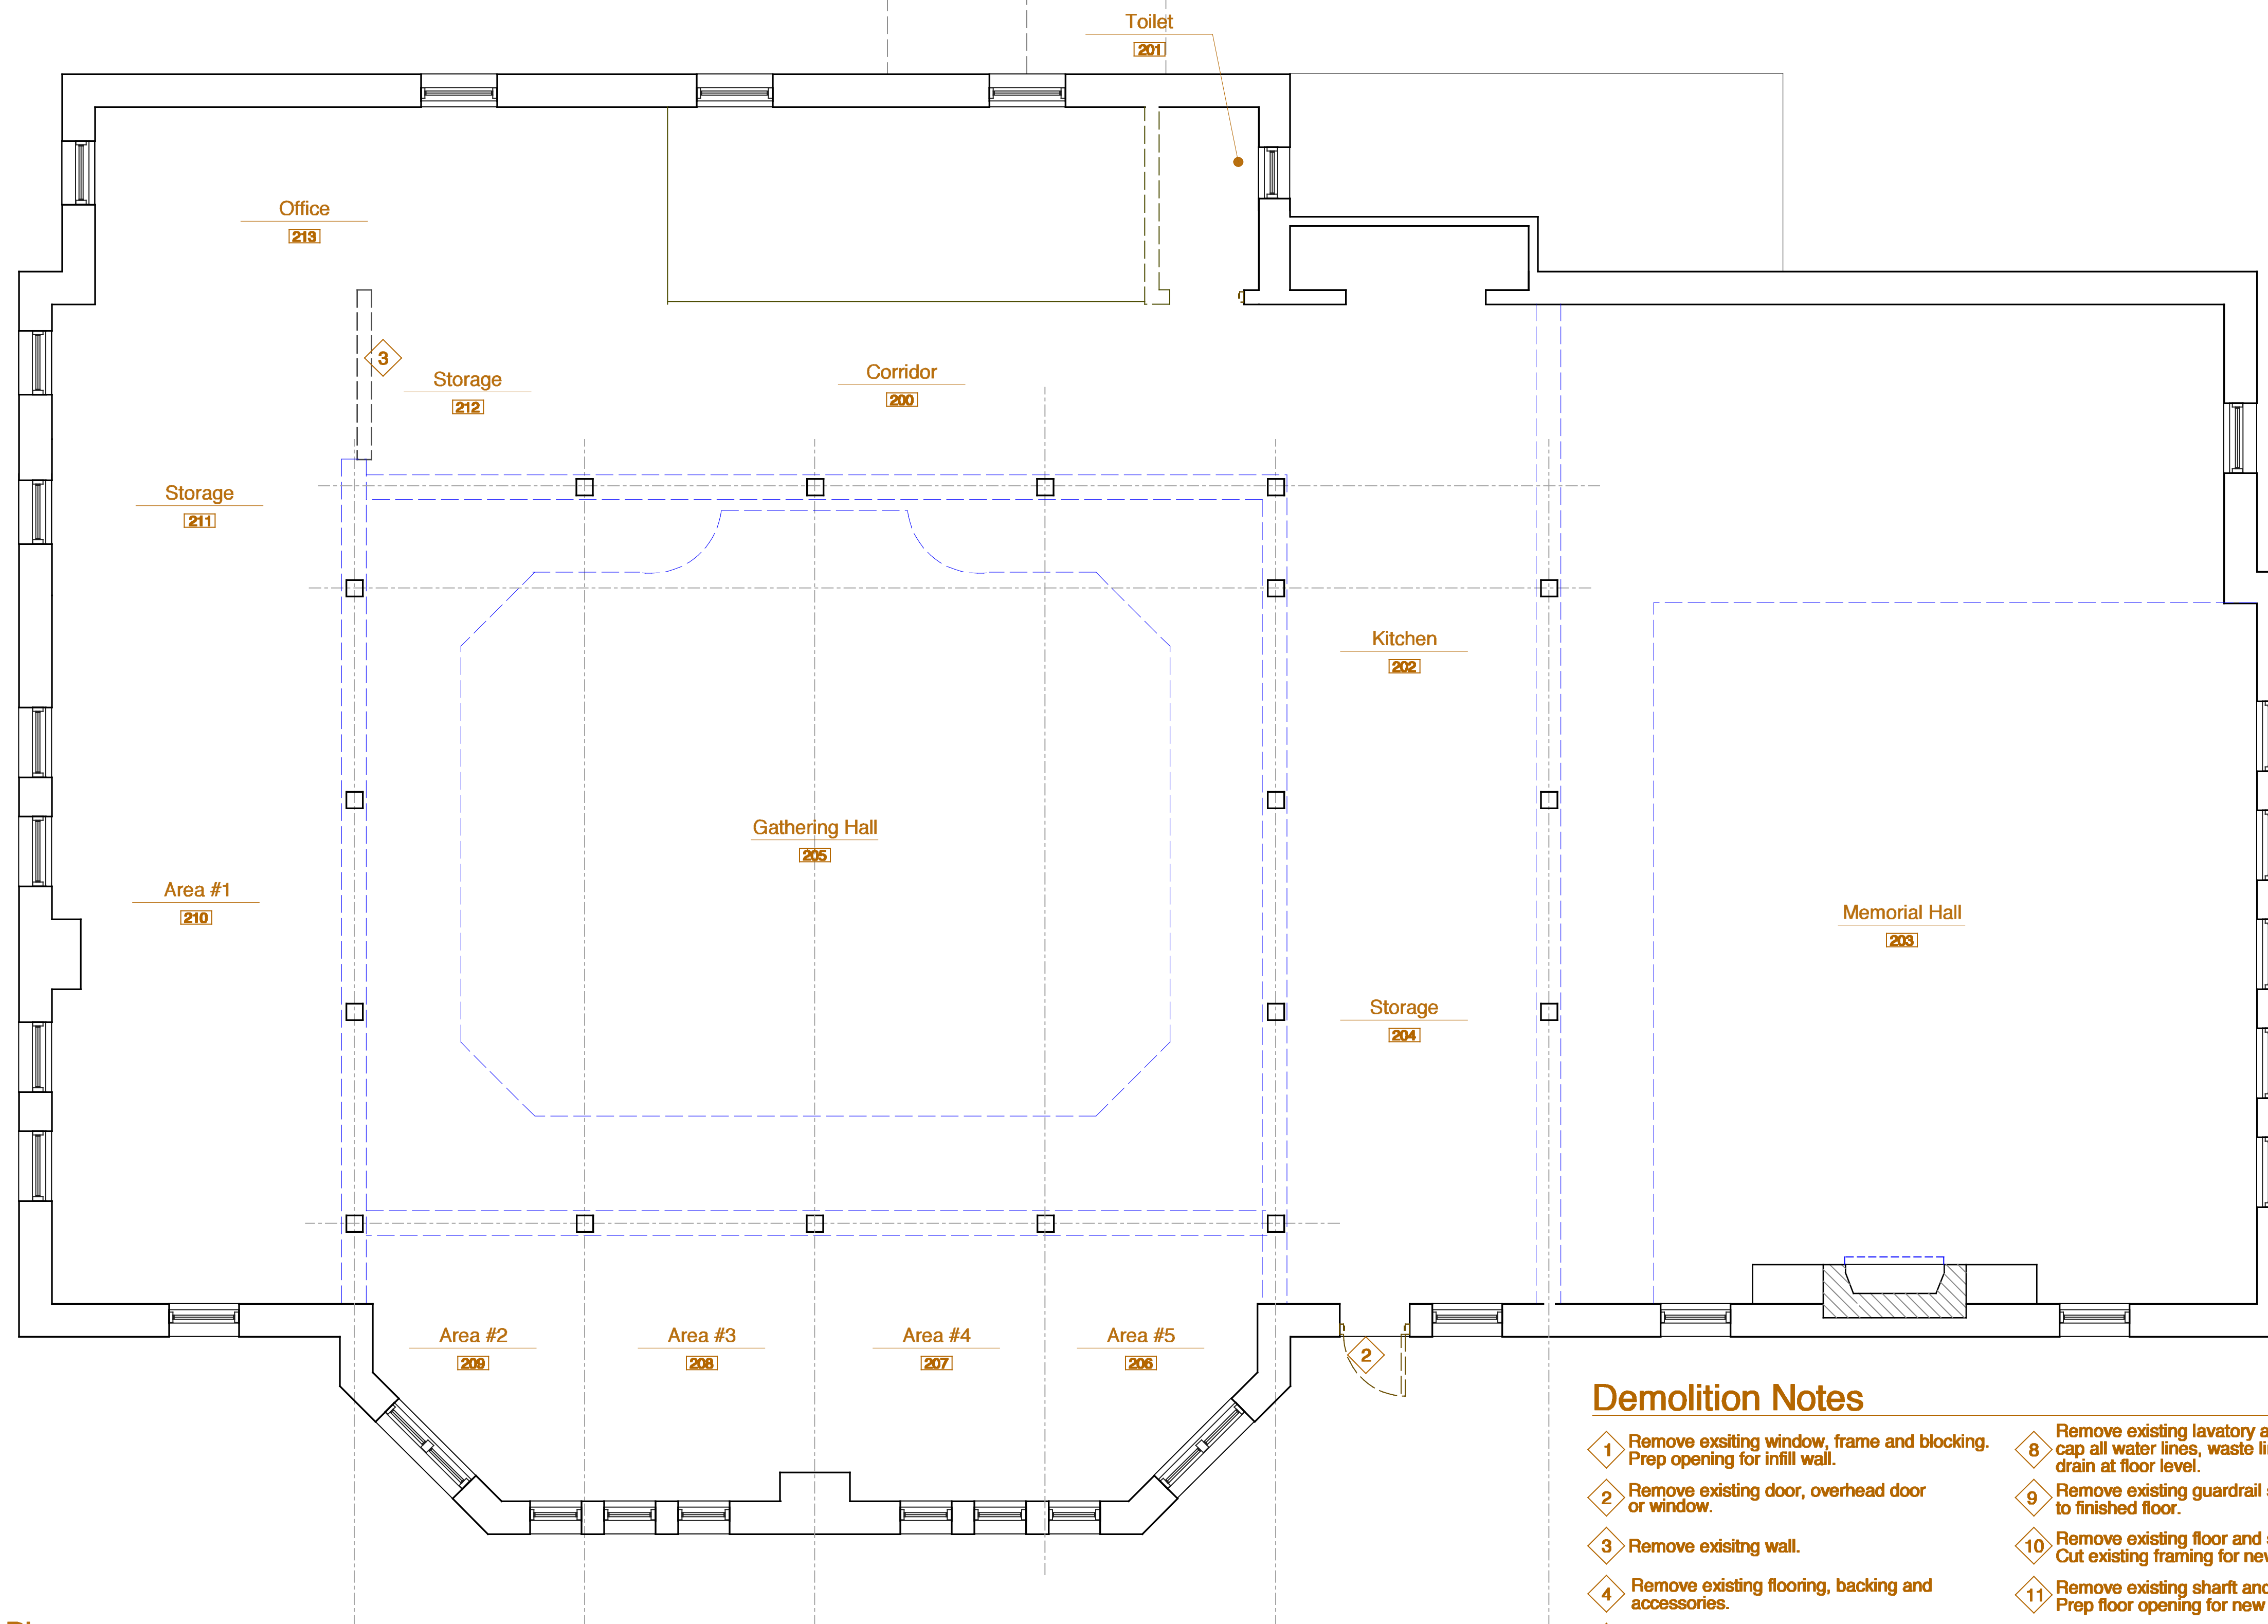 Toilet
201
Office
213
3
Storage
212
Corridor
200
Storage
211
Kitchen
202
Gathering Hall
205
Area #1
210
Memorial Hall
203
Storage
204
Area #2
209
Area #3
208
Area #4
207
Area #5
206
2
Demolition Notes
1 Remove exsiting window, frame and blocking.
Prep opening for infill wall.
2 Remove existing door, overhead door
or window.
3 Remove exisitng wall.
4 Remove existing flooring, backing and
accessories.
Remove existing lavatory
8 cap all water lines, waste
drain at floor level.
9 Remove existing guardrail
to finished floor.
10 Remove existing floor and
Cut existing framing for
11 Remove existing sharft
Prep floor opening for new